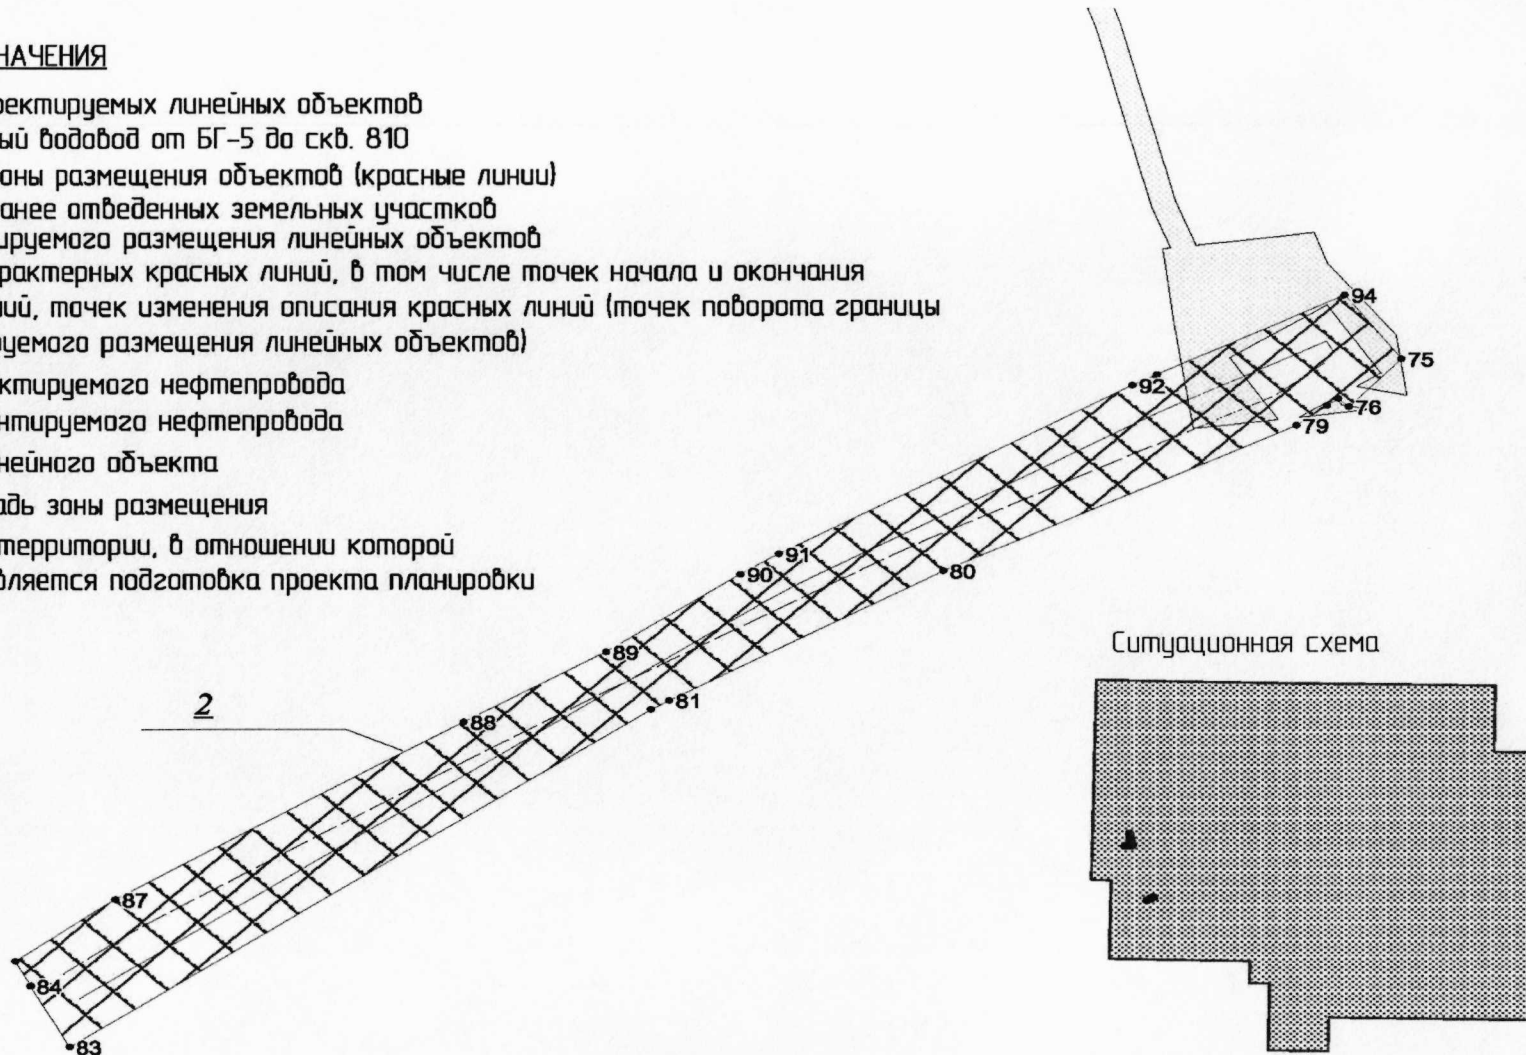 НАЧЕНИЯ
ректируемых линейных объектов
ый водовод от БГ-5 до скв. 810
оны размещения объектов (красные линии)
анее отведенных земельных участков
ируемого размещения линейных объектов
рактерных красных линий, в том числе точек начала и окончания
ний, точек изменения описания красных линий (точек поворота границы
руемого размещения линейных объектов)
ктируемого нефтепровода
нтируемого нефтепровода
нейного объекта
адь зоны размещения
территории, в отношении которой
вляется подготовка проекта планировки
94
75
92
76
79
91
90
80
89
81
2
88
87
84
83
Ситуационная схема